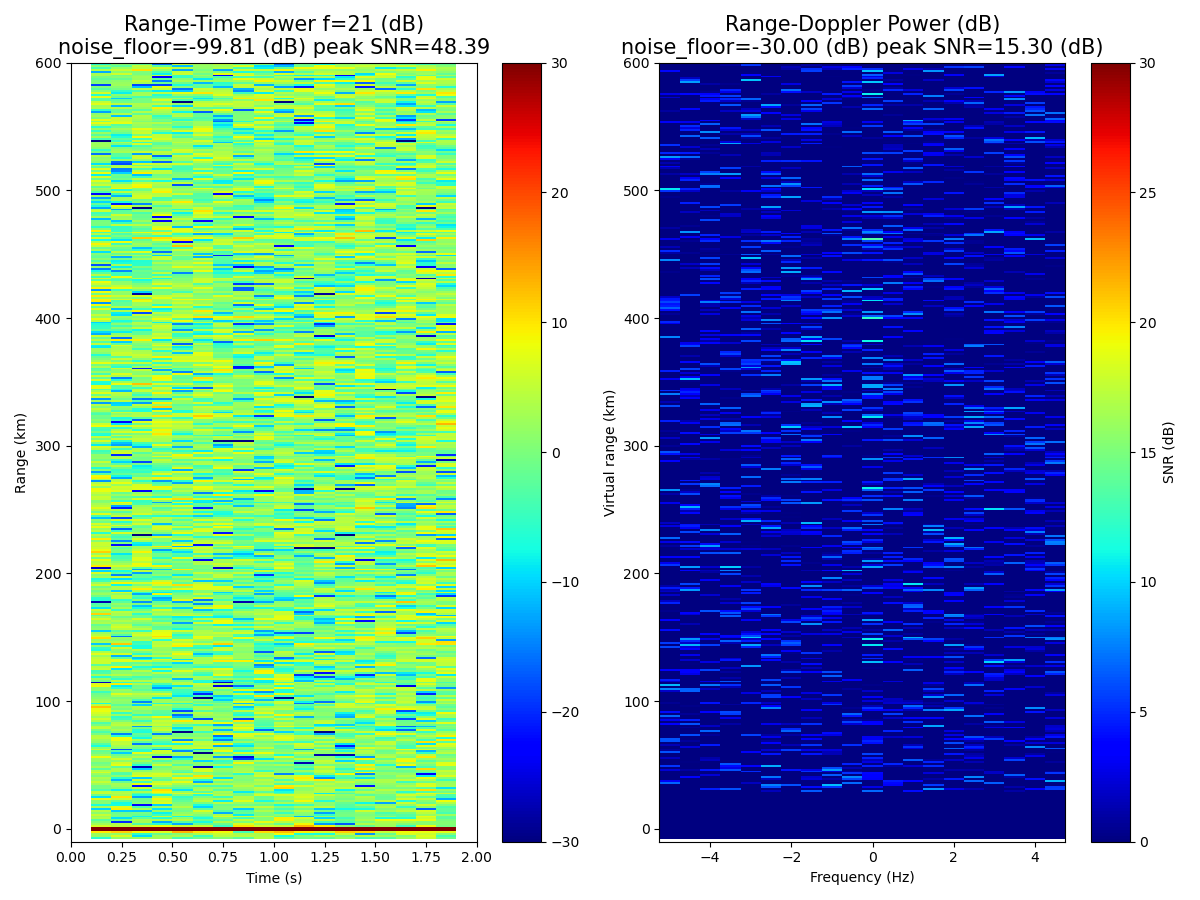 Range-Time Power f=21 (dB)
noise_floor=-99.81 (dB) peak SNR=48.39
600
500
400
300
200
100
0
Range (km)
0.00 0.25 0.50 0.75 1.00 1.25 1.50 1.75 2.00
Time (s)
30
20
10
0
−10
−20
−30
Range-Doppler Power (dB)
noise_floor=-30.00 (dB) peak SNR=15.30 (dB)
600
500
400
300
200
100
0
Virtual range (km)
−4 −2 0 2 4
Frequency (Hz)
30
25
20
15
10
5
0
SNR (dB)